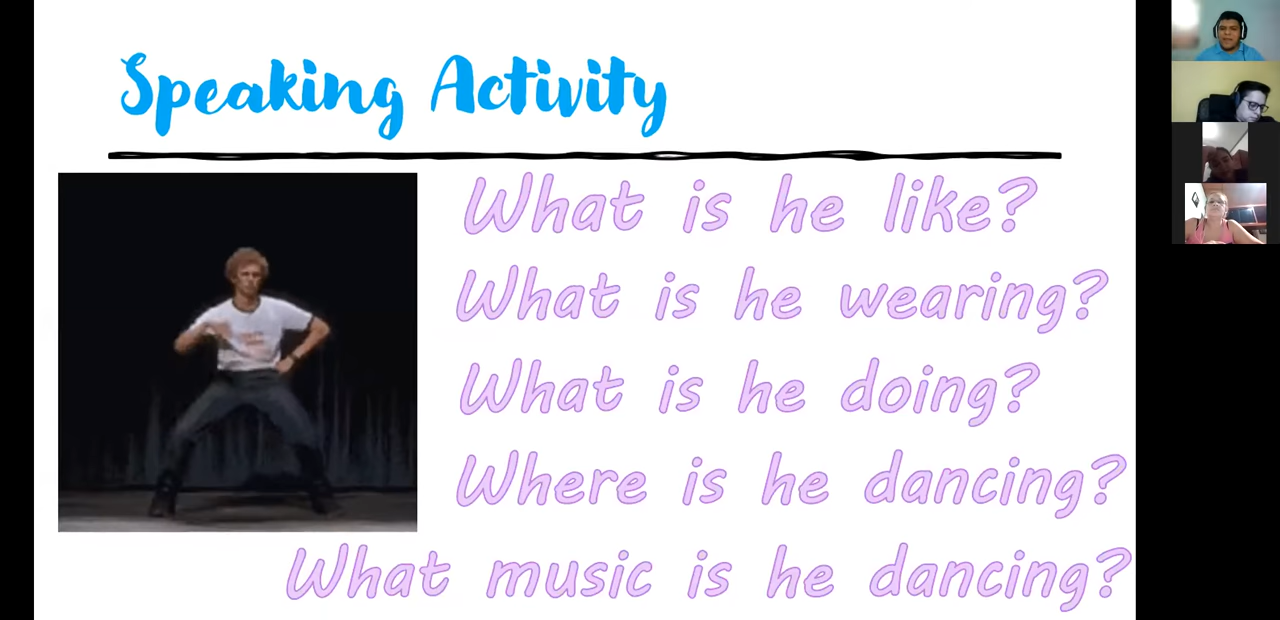 Speaking Activity
What is he like?
What is he wearing?
What is he doing?
Where is he dancing?
What music is he dancing?